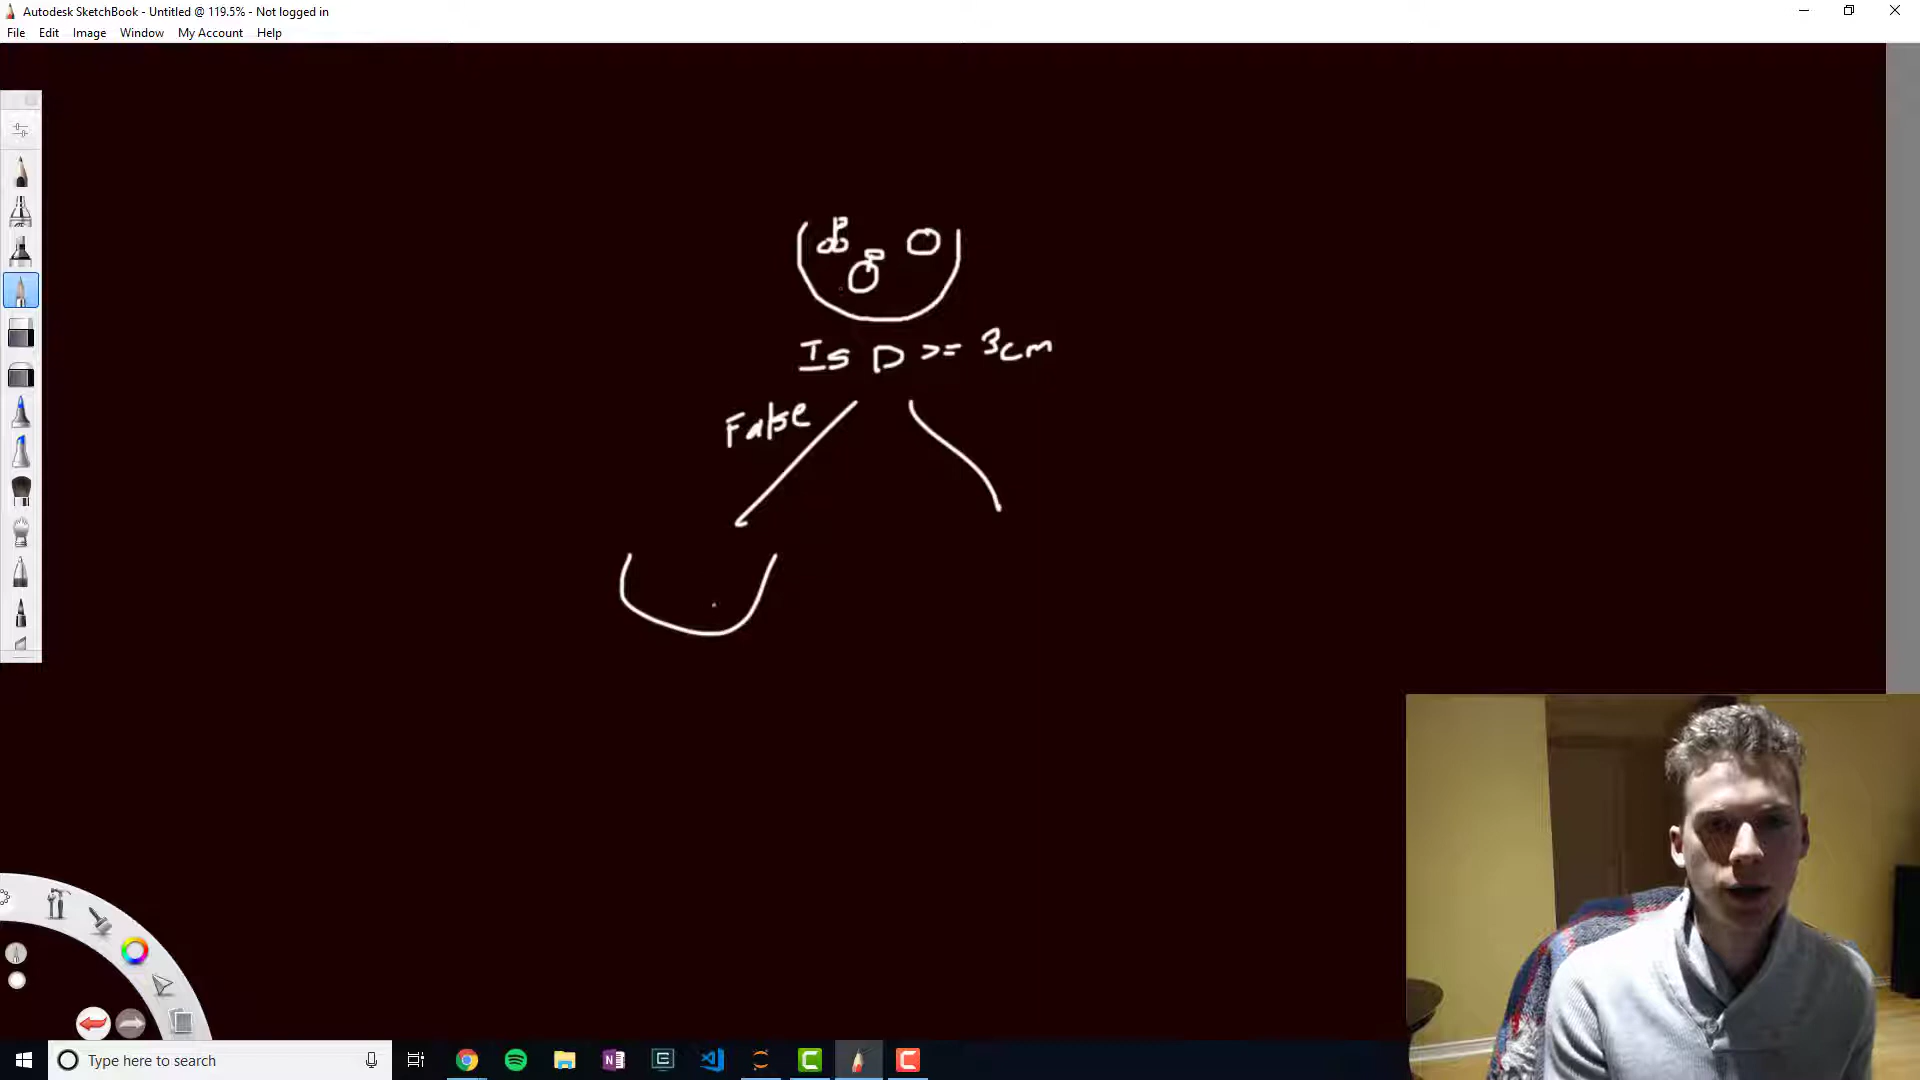 Autodesk SketchBook - Untitled @ 119.5% - Not logged in
File Edit Image Window My Account Help
Is D >= 3cm
False
Type here to search